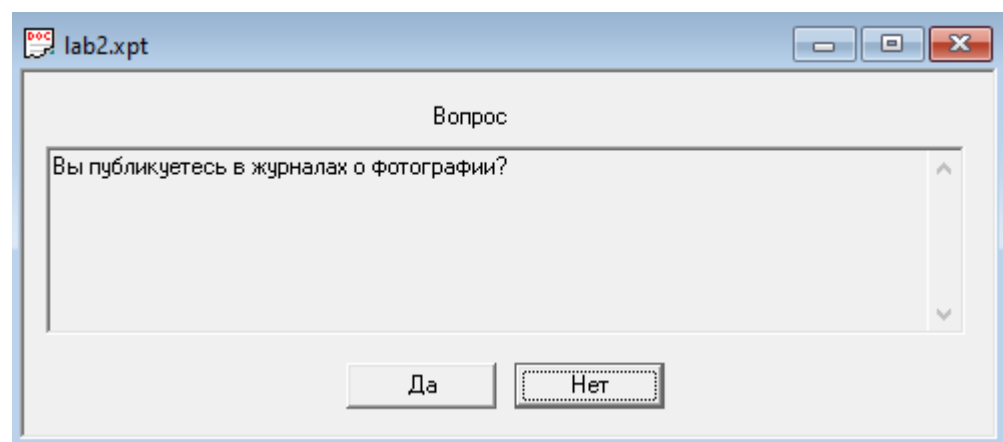 lab2.xpt
Вопрос
Вы публикуетесь в журналах о фотографии?
Да Нет